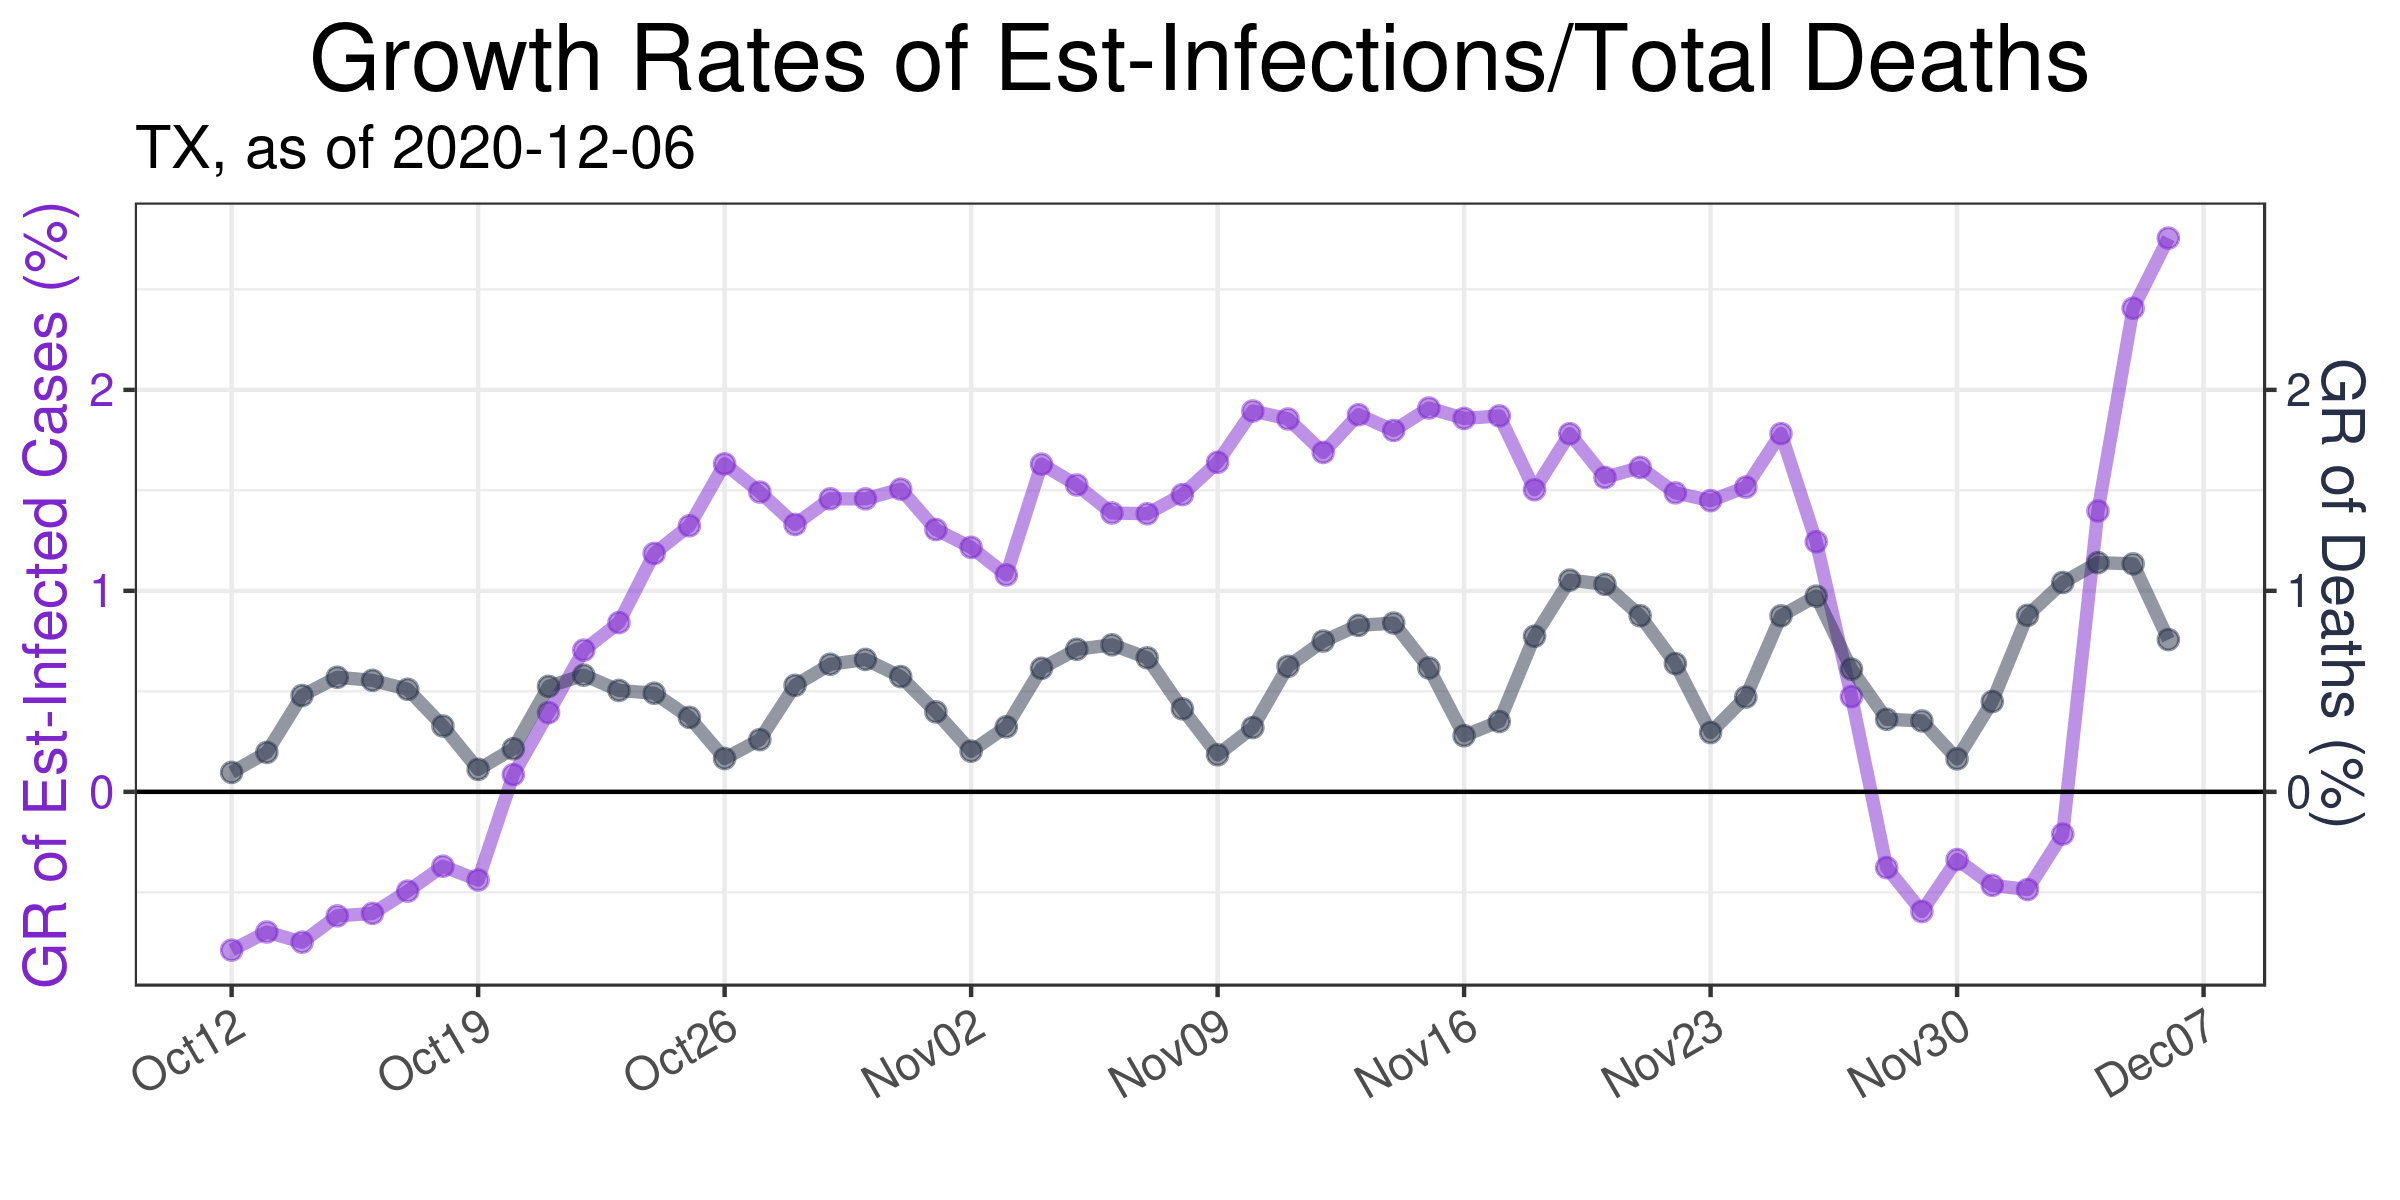 Growth Rates of Est-Infections/Total Deaths
TX, as of 2020-12-06
GR of Est-Infected Cases (%)
2
1
0
2
1
0
GR of Deaths (%)
Oct12
Oct19
Oct26
Nov02
Nov09
Nov16
Nov23
Nov30
Dec07